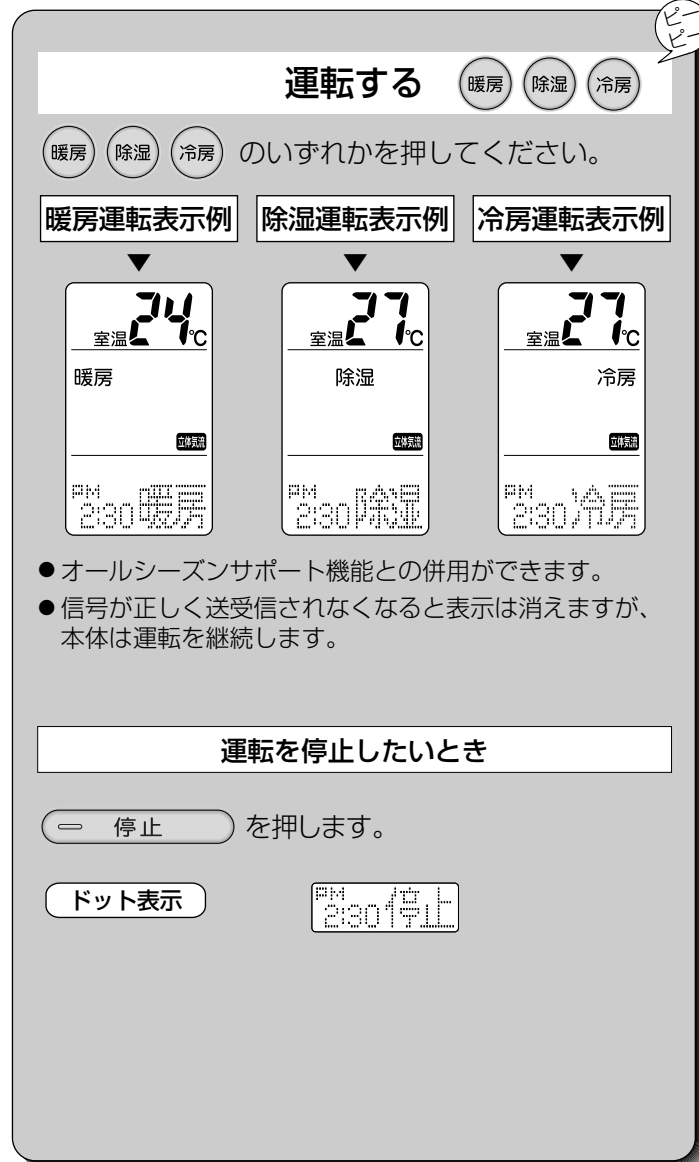 ピー
ピー
運転する 暖房 除湿 冷房
暖房 除湿 冷房 のいずれかを押してください。
暖房運転表示例 除湿運転表示例 冷房運転表示例
▼ ▼ ▼
室温24℃ 室温27℃ 室温27℃
暖房 除湿 冷房
立体気流 立体気流 立体気流
PM 2:30 暖房 PM 2:30 除湿 PM 2:30 冷房
●オールシーズンサポート機能との併用ができます。
●信号が正しく送受信されなくなると表示は消えますが、
本体は運転を継続します。
運転を停止したいとき
停止 を押します。
ドット表示 PM 2:30 停止